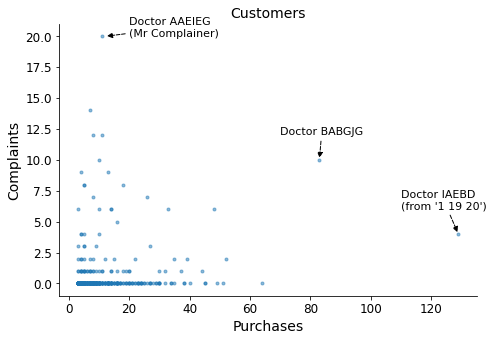 Customers
Doctor AAEIEG
(Mr Complainer)
Doctor BABGJG
Doctor IAEBD
(from '1 19 20')
Complaints
20.0
17.5
15.0
12.5
10.0
7.5
5.0
2.5
0.0
0 20 40 60 80 100 120
Purchases